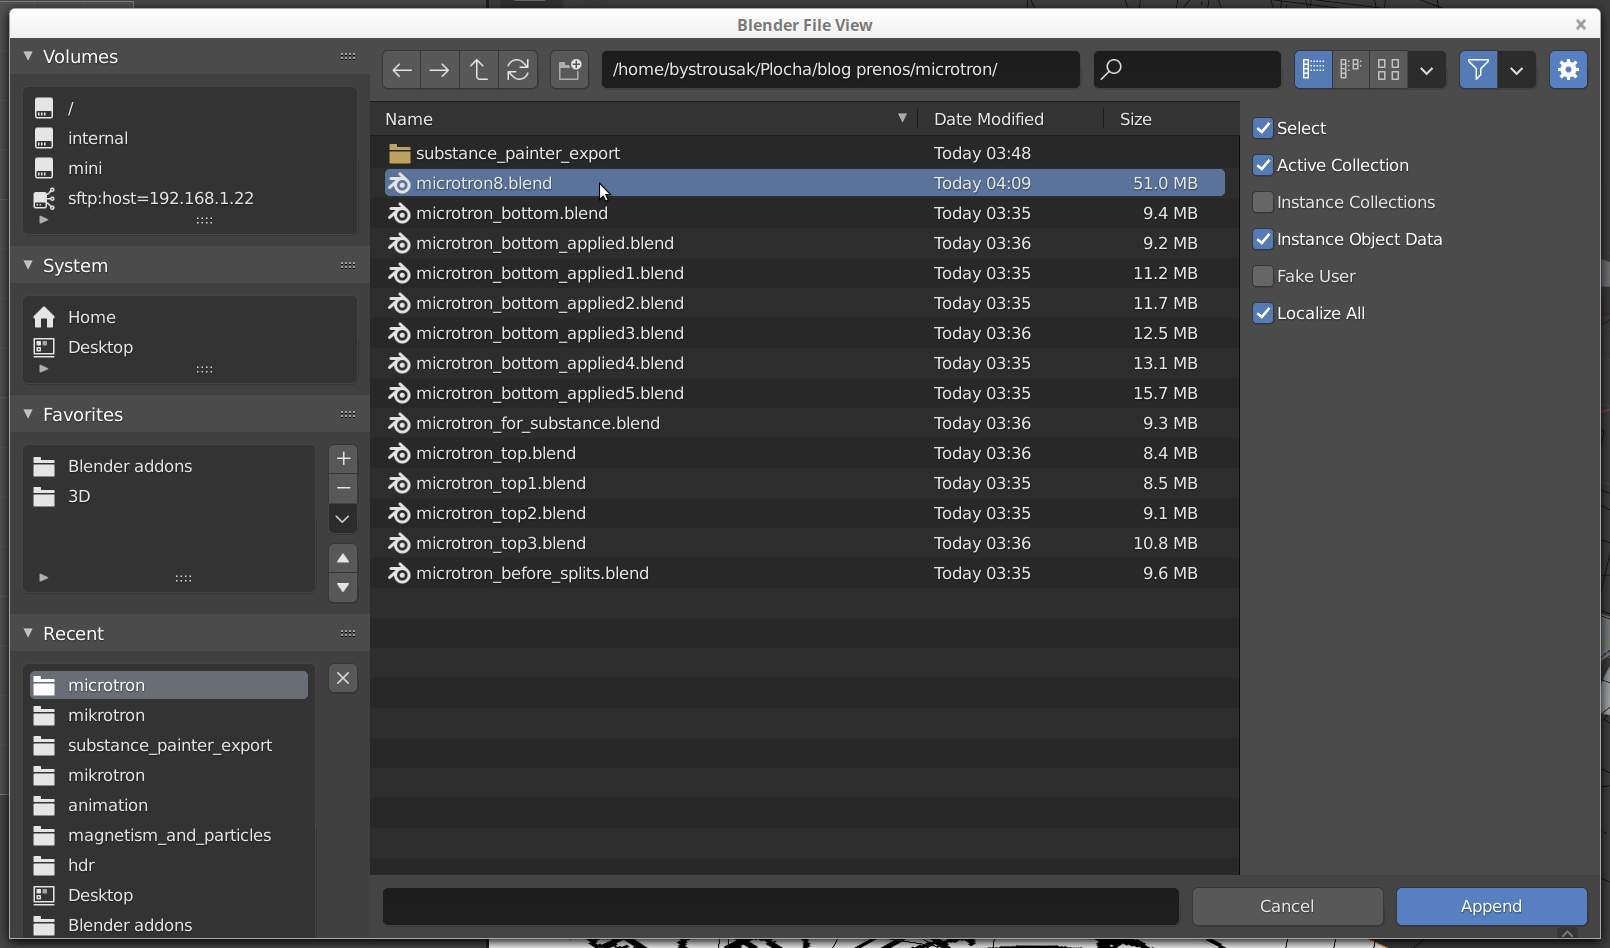 Blender File View
Volumes
/
internal
mini
sftp:host=192.168.1.22
System
Home
Desktop
Favorites
Blender addons
3D
Recent
microtron
mikrotron
substance_painter_export
mikrotron
animation
magnetism_and_particles
hdr
Desktop
Blender addons
/home/bystrousak/Plocha/blog prenos/microtron/
Name Date Modified Size
substance_painter_export Today 03:48
microtron8.blend Today 04:09 51.0 MB
microtron_bottom.blend Today 03:35 9.4 MB
microtron_bottom_applied.blend Today 03:36 9.2 MB
microtron_bottom_applied1.blend Today 03:35 11.2 MB
microtron_bottom_applied2.blend Today 03:35 11.7 MB
microtron_bottom_applied3.blend Today 03:36 12.5 MB
microtron_bottom_applied4.blend Today 03:35 13.1 MB
microtron_bottom_applied5.blend Today 03:35 15.7 MB
microtron_for_substance.blend Today 03:36 9.3 MB
microtron_top.blend Today 03:36 8.4 MB
microtron_top1.blend Today 03:35 8.5 MB
microtron_top2.blend Today 03:35 9.1 MB
microtron_top3.blend Today 03:36 10.8 MB
microtron_before_splits.blend Today 03:35 9.6 MB
Select
Active Collection
Instance Collections
Instance Object Data
Fake User
Localize All
Cancel
Append